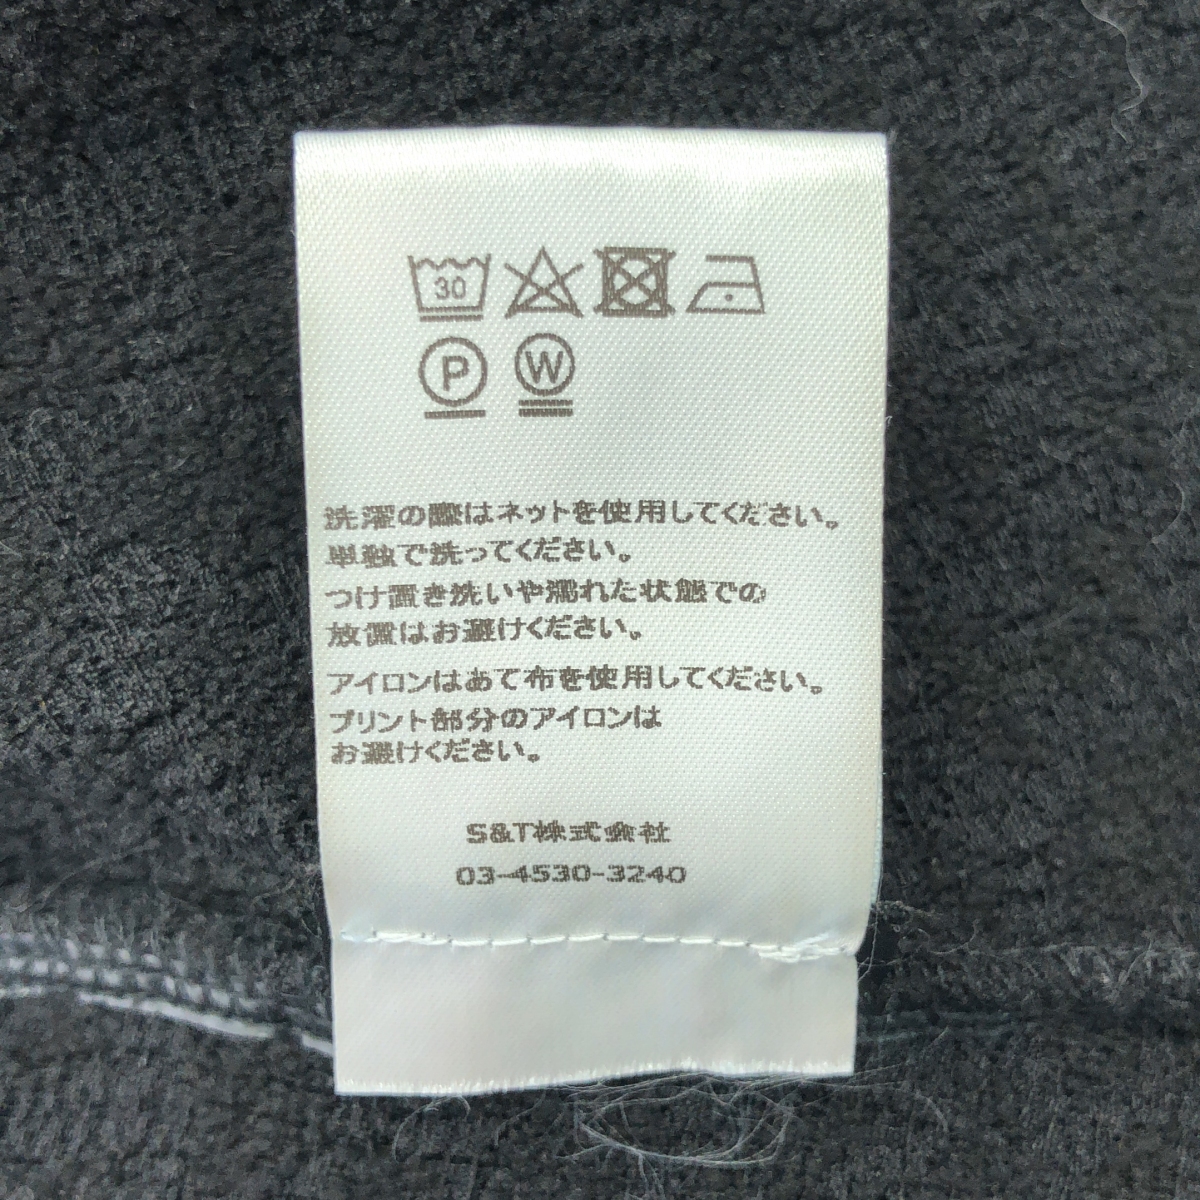 30
P W
洗濯の際はネットを使用してください。
単独で洗ってください。
つけ置き洗いや濡れた状態での
放置はお避けください。
アイロンはあて布を使用してください。
プリント部分のアイロンは
お避けください。
S&T株式会社
03-4530-3240